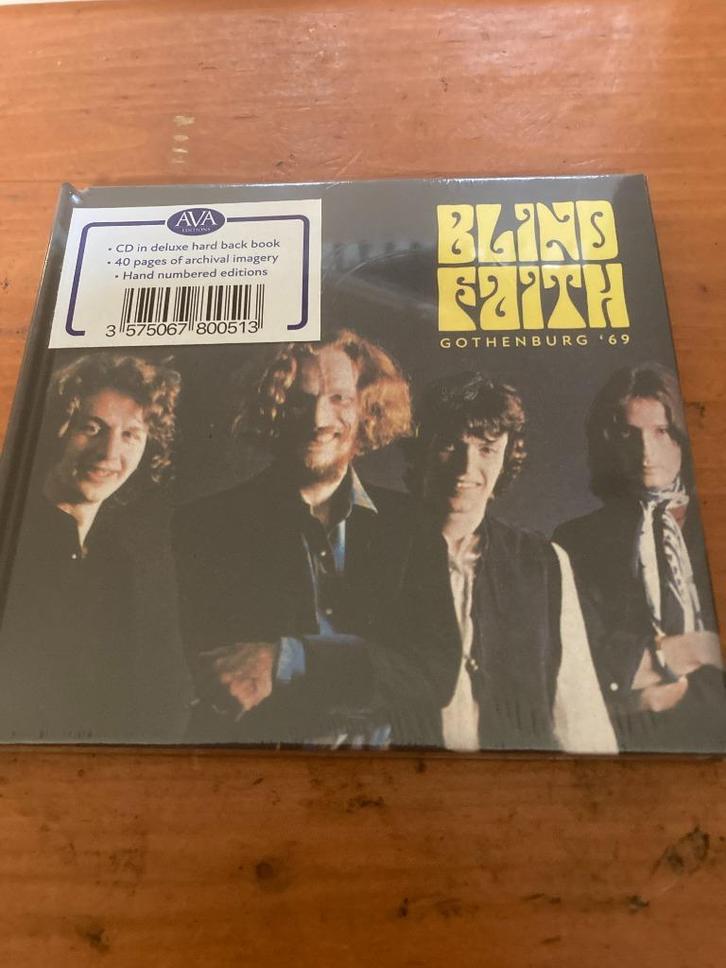 AVA
EDITIONS
• CD in deluxe hard back book
• 40 pages of archival imagery
• Hand numbered editions
3 575067 800513
BLIND
FAITH
GOTHENBURG '69